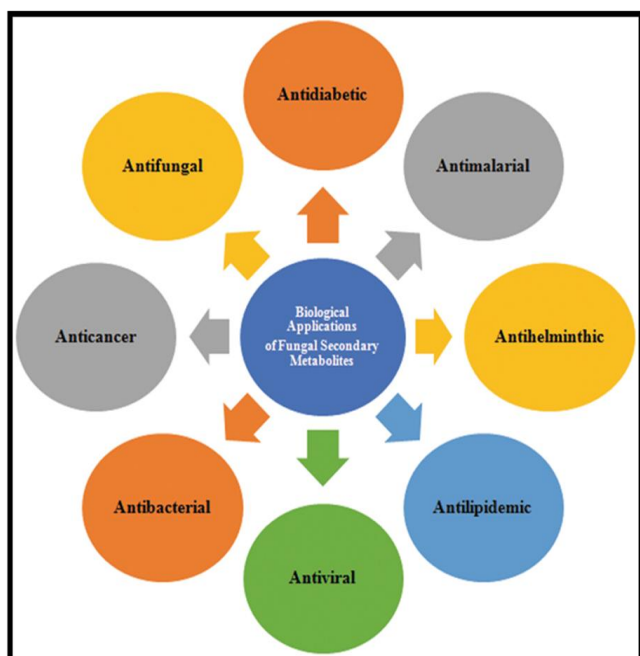 Antidiabetic
Antifungal
Antimalarial
Biological
Applications
of Fungal Secondary
Metabolites
Anticancer
Antihelminthic
Antibacterial
Antilipidemic
Antiviral